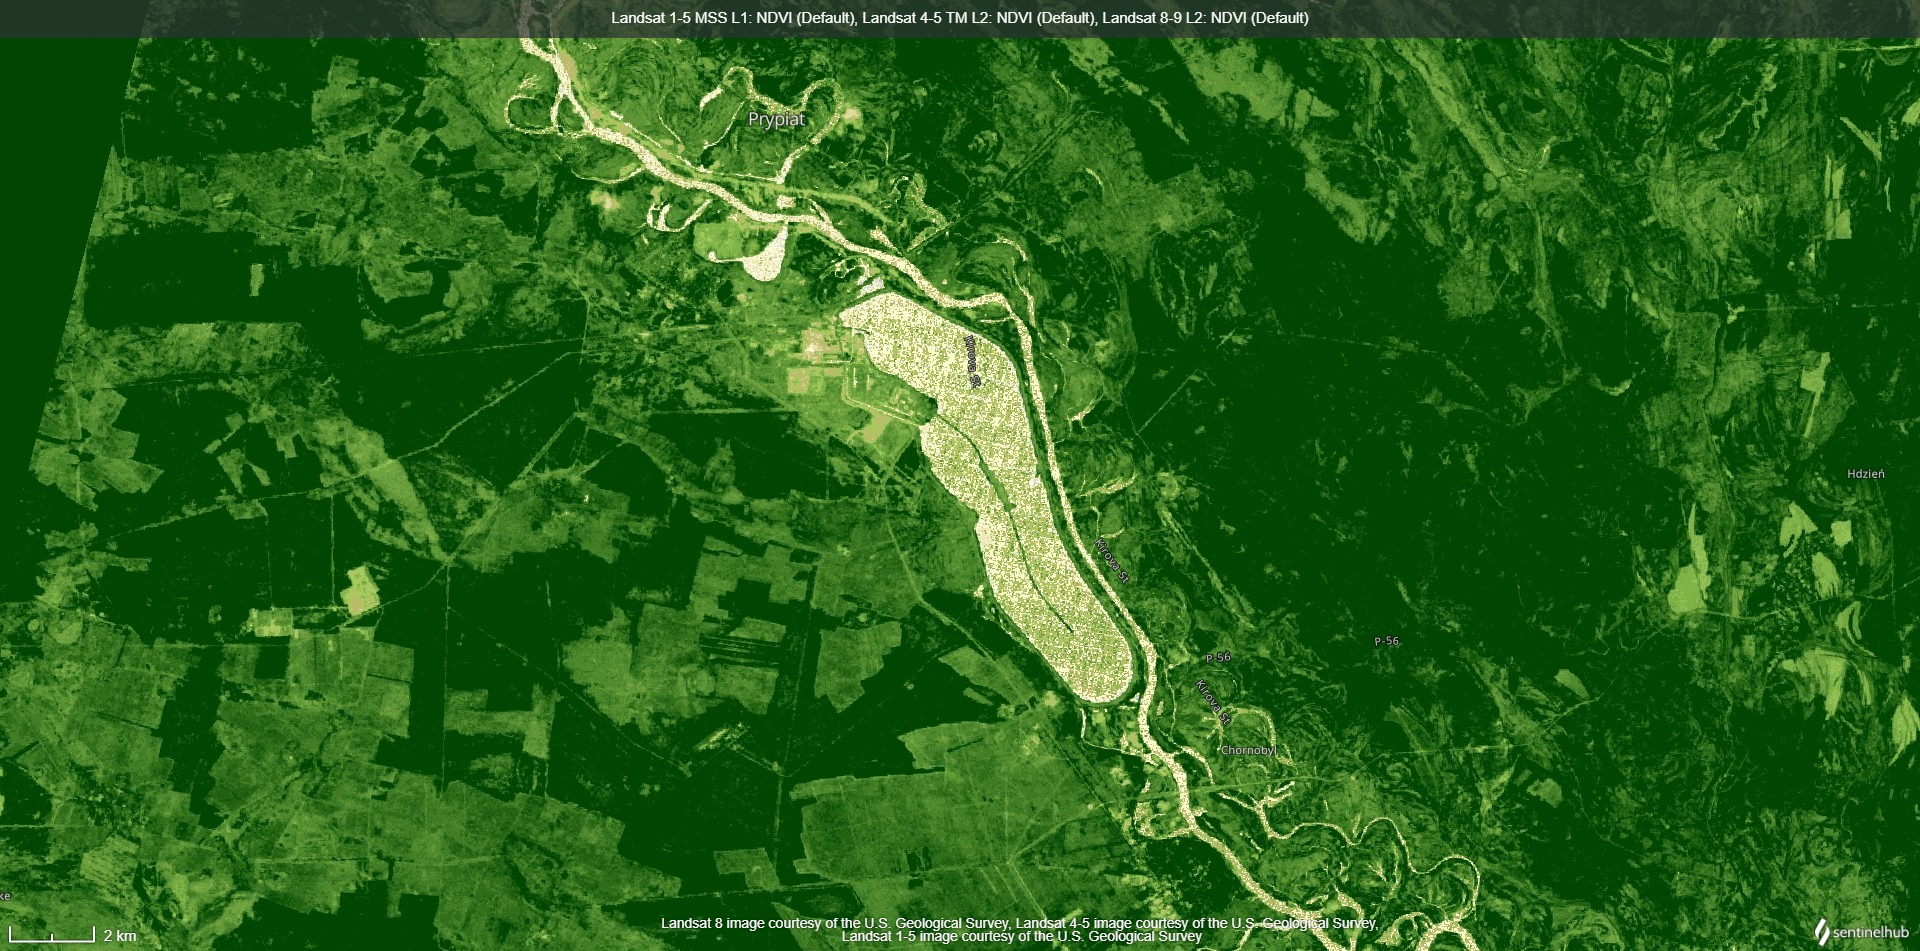 Landsat 1-5 MSS L1: NDVI (Default), Landsat 4-5 TM L2: NDVI (Default), Landsat 8-9 L2: NDVI (Default)
Prypiat
Kirova St
Hdzień
Kirova St
P-56
P-56
Kirova St
Chornobyl
ke
Landsat 8 image courtesy of the U.S. Geological Survey, Landsat 4-5 image courtesy of the U.S. Geological Survey,
Landsat 1-5 image courtesy of the U.S. Geological Survey
2 km
sentinelhub